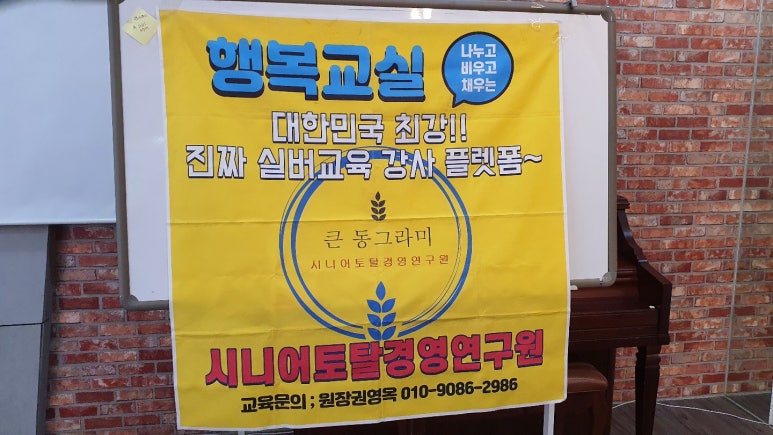 행복교실
나누고
비우고
채우는
대한민국 최강!!
진짜 실버교육 강사 플렛폼~
큰 동그라미
시니어토탈경영연구원
시니어토탈경영연구원
교육문의 ; 원장권영옥 010-9086-2986